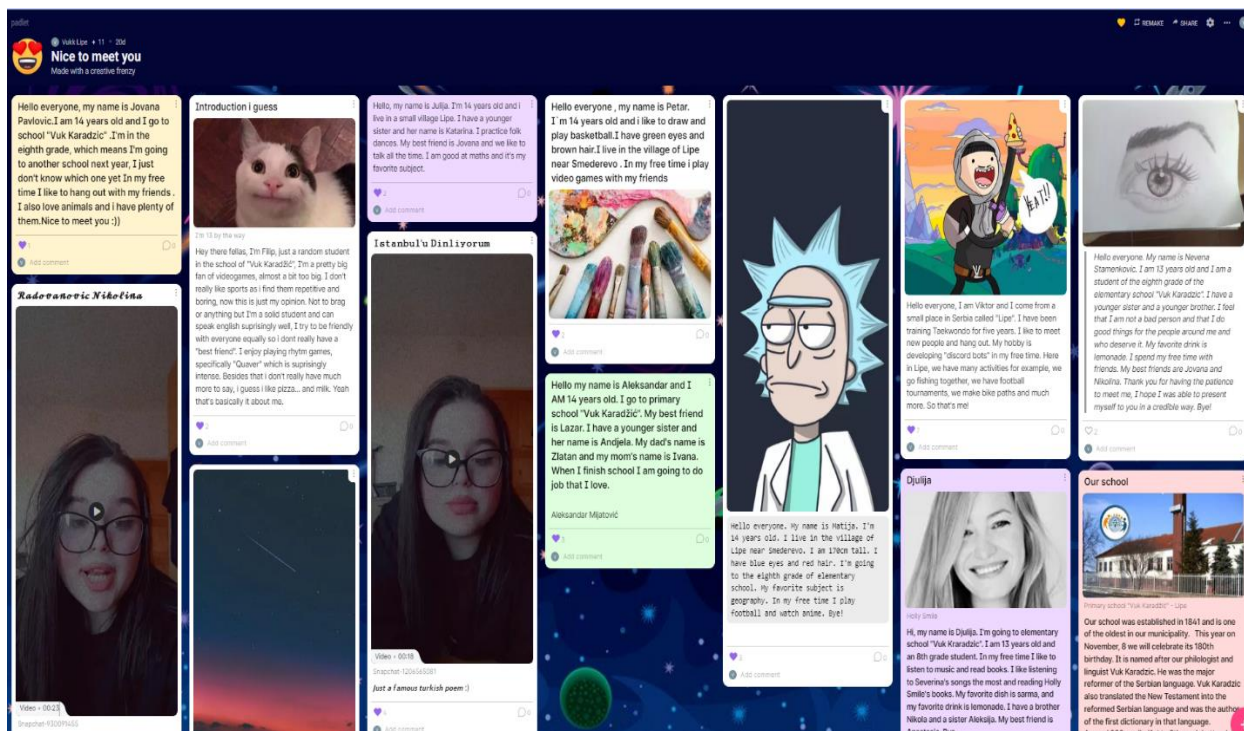 padlet
REMAKE
SHARE
Vukk Lipe + 11 • 20d
Nice to meet you
Made with a creative frenzy
Hello everyone, my name is Jovana
Pavlovic.I am 14 years old and I go to
school "Vuk Karadzic" .I'm in the
eighth grade, which means I'm going
to another school next year, I just
don't know which one yet In my free
time I like to hang out with my friends .
I also love animals and i have plenty of
them.Nice to meet you :))
1
0
Add comment
Radovanovic Nikolina
Video • 00:23
Snapchat-930091455
Introduction i guess
I'm 13 by the way
Hey there fellas, I'm Filip, just a random student
in the school of "Vuk Karadžić", I'm a pretty big
fan of videogames, almost a bit too big. I don't
really like sports as i find them repetitive and
boring, now this is just my opinion. Not to brag
or anything but I'm a solid student and can
speak english suprisingly well, I try to be friendly
with everyone equally so i dont really have a
"best friend". I enjoy playing rhytm games,
specifically "Quaver" which is suprisingly
intense. Besides that i don't really have much
more to say, i guess i like pizza... and milk. Yeah
that's basically it about me.
2
0
Add comment
Hello, my name is Julija. I'm 14 years old and i
live in a small village Lipe. I have a younger
sister and her name is Katarina. I practice folk
dances. My best friend is Jovana and we like to
talk all the time. I am good at maths and it's my
favorite subject.
2
0
Add comment
Istanbul'u Dinliyorum
Video • 00:18
Snapchat-1206565081
Just a famous turkish poem :)
0
Add comment
Hello everyone , my name is Petar.
I`m 14 years old and i like to draw and
play basketball.I have green eyes and
brown hair.I live in the village of Lipe
near Smederevo . In my free time i play
video games with my friends
2
0
Add comment
Hello my name is Aleksandar and I
AM 14 years old. I go to primary
school "Vuk Karadžić". My best friend
is Lazar. I have a younger sister and
her name is Andjela. My dad's name is
Zlatan and my mom's name is Ivana.
When I finish school I am going to do
job that I love.
Aleksandar Mijatović
3
0
Add comment
Hello everyone. My name is Matija. I'm
14 years old. I live in the village of
Lipe near Smederevo. I am 170cm tall. I
have blue eyes and red hair. I'm going
to the eighth grade of elementary
school. My favorite subject is
geography. In my free time I play
football and watch anime. Bye!
0
Add comment
YEAT!!
Hello everyone, I am Viktor and I come from a
small place in Serbia called "Lipe". I have been
training Taekwondo for five years. I like to meet
new people and hang out. My hobby is
developing "discord bots" in my free time. Here
in Lipe, we have many activities for example, we
go fishing together, we have football
tournaments, we make bike paths and much
more. So that's me!
0
Add comment
Djulija
Holly Smile
Hi, my name is Djulija. I'm going to elementary
school "Vuk Kraradzic". I am 13 years old and
an 8th grade student. In my free time I like to
listen to music and read books. I like listening
to Severina's songs the most and reading Holly
Smile's books. My favorite dish is sarma, and
my favorite drink is lemonade. I have a brother
Nikola and a sister Aleksija. My best friend is
Hello everyone. My name is Nevena
Stamenkovic. I am 13 years old and I am a
student of the eighth grade of the
elementary school "Vuk Karadzic". I have a
younger sister and a younger brother. I feel
that I am not a bad person and that I do
good things for the people around me and
who deserve it. My favorite drink is
lemonade. I spend my free time with
friends. My best friends are Jovana and
Nikolina. Thank you for having the patience
to meet me, I hope I was able to present
myself to you in a credible way. Bye!
2
0
Add comment
Our school
Primary school "Vuk Karadžić" - Lipe
Our school was established in 1841 and is one
of the oldest in our municipality. This year on
November, 8 we will celebrate its 180th
birthday. It is named after our philologist and
linguist Vuk Karadzic. He was the major
reformer of the Serbian language. Vuk Karadzic
also translated the New Testament into the
reformed Serbian language and was the author
of the first dictionary in that language.